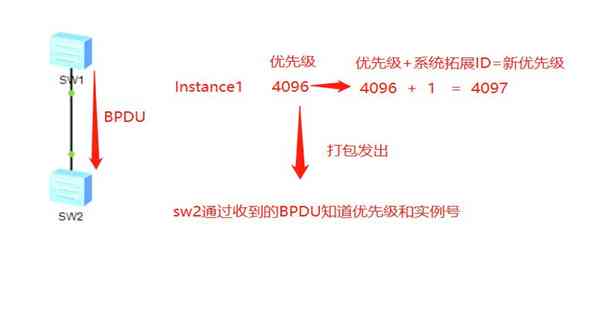 SW1
BPDU
SW2
优先级
优先级+系统拓展ID=新优先级
Instance1 4096 4096 + 1 = 4097
打包发出
sw2通过收到的BPDU知道优先级和实例号